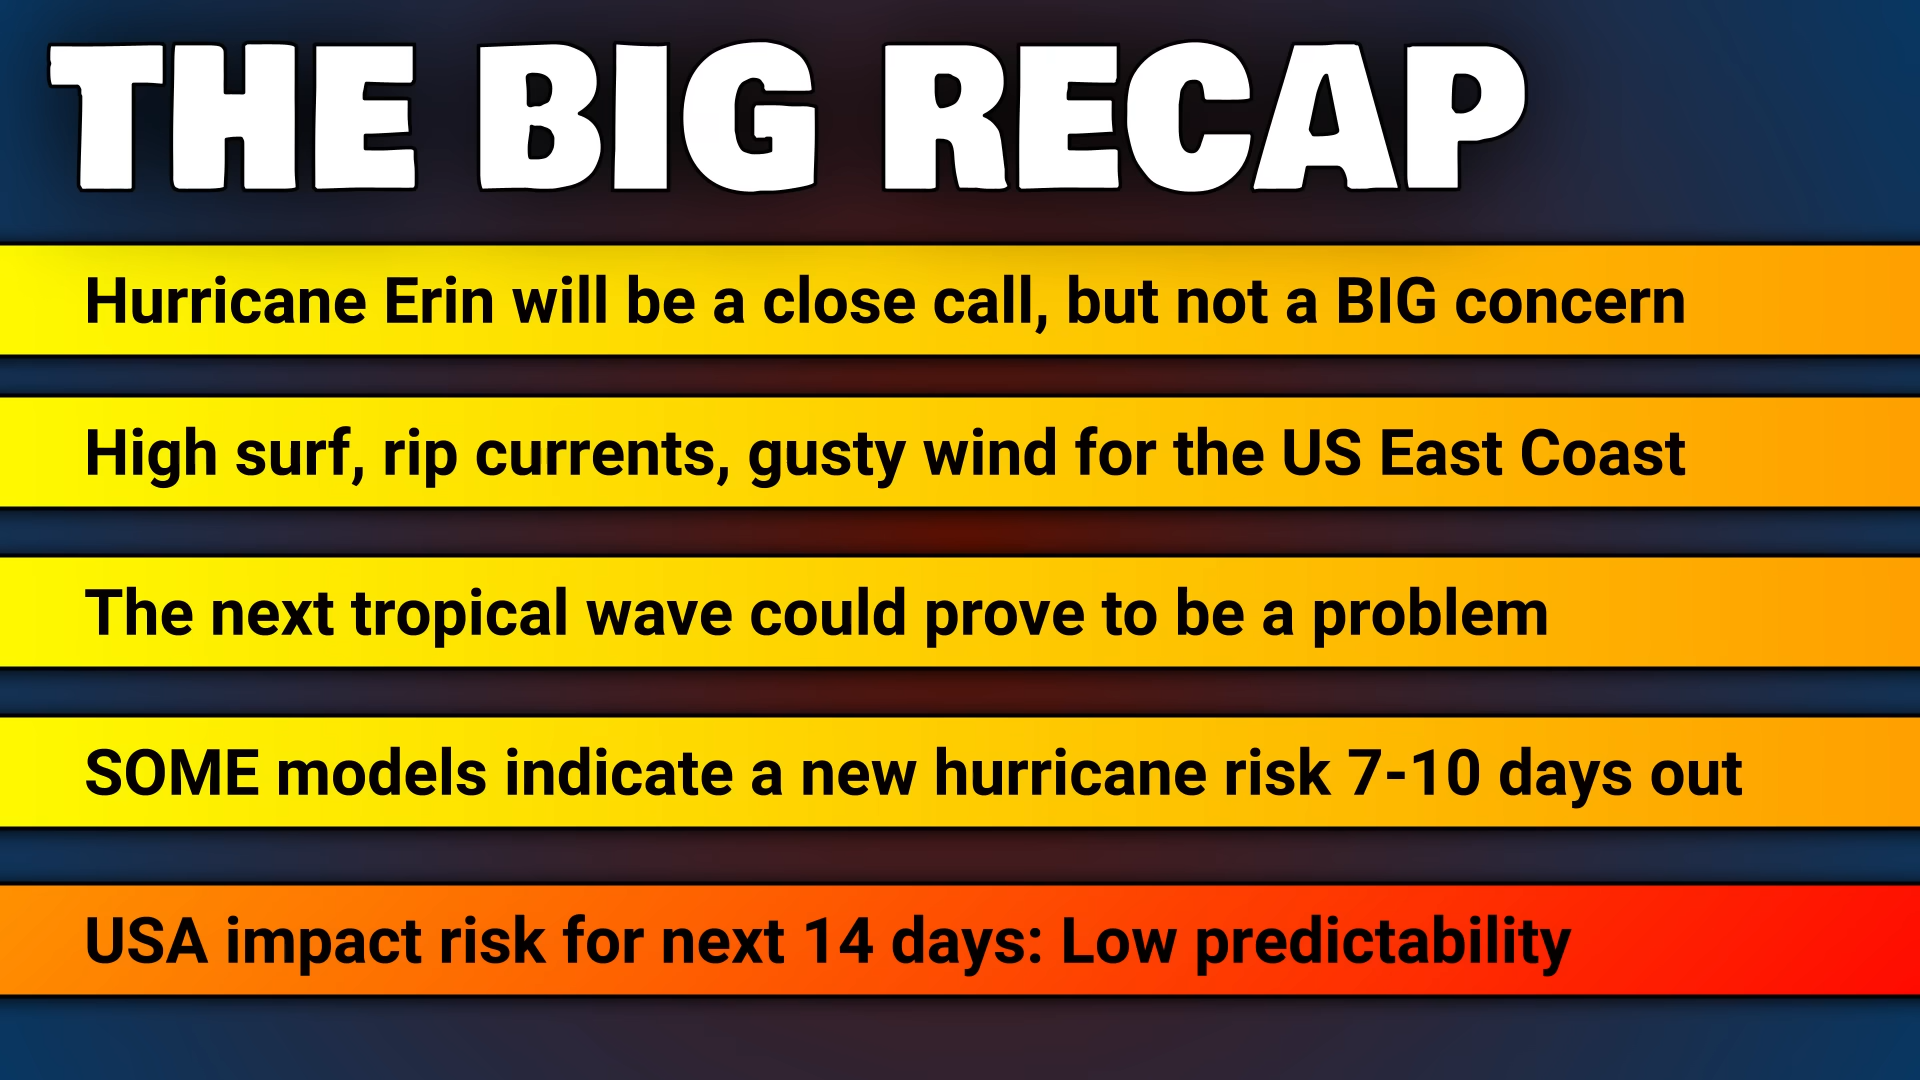 THE BIG RECAP
Hurricane Erin will be a close call, but not a BIG concern
High surf, rip currents, gusty wind for the US East Coast
The next tropical wave could prove to be a problem
SOME models indicate a new hurricane risk 7-10 days out
USA impact risk for next 14 days: Low predictability